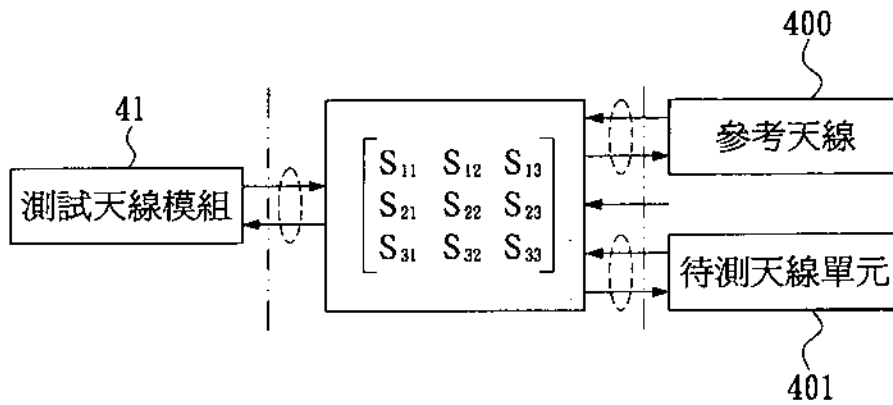 400
41
參考天線
測試天線模組
S11 S12 S13
S21 S22 S23
S31 S32 S33
待測天線單元
401